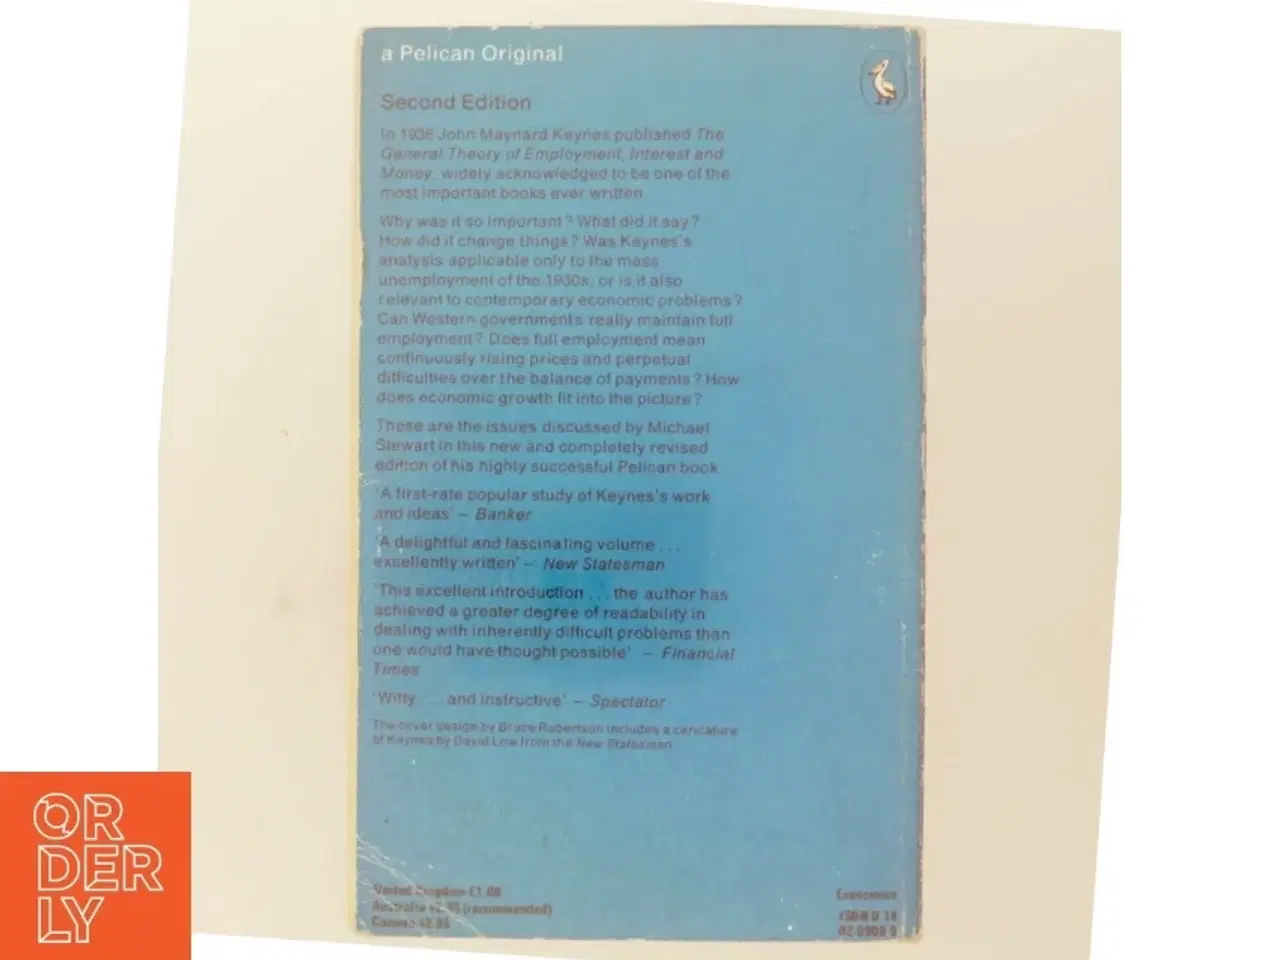 a Pelican Original
Second Edition
In 1936 John Maynard Keynes published The
General Theory of Employment, Interest and
Money, widely acknowledged to be one of the
most important books ever written.
Why was it so important? What did it say?
How did it change things? Was Keynes's
analysis applicable only to the mass
unemployment of the 1930s, or is it also
relevant to contemporary economic problems?
Can Western governments really maintain full
employment? Does full employment mean
continuously rising prices and perpetual
difficulties over the balance of payments? How
does economic growth fit into the picture?
These are the issues discussed by Michael
Stewart in this new and completely revised
edition of his highly successful Pelican book.
'A first-rate popular study of Keynes's work
and ideas' – Banker
'A delightful and fascinating volume ...
excellently written' – New Statesman
'This excellent introduction ... the author has
achieved a greater degree of readability in
dealing with inherently difficult problems than
one would have thought possible' – Financial
Times
'Witty ... and instructive' – Spectator
The cover design by Bruce Robertson includes a caricature
of Keynes by David Low from the New Statesman
United Kingdom
Australia (recommended)
Canada
Economics
ORDERLY